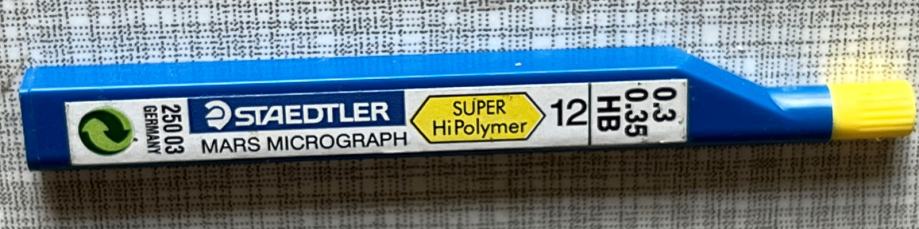 250 03
GERMANY
STAEDTLER
MARS MICROGRAPH
SUPER
HiPolymer
12
0.3
0.35
HB